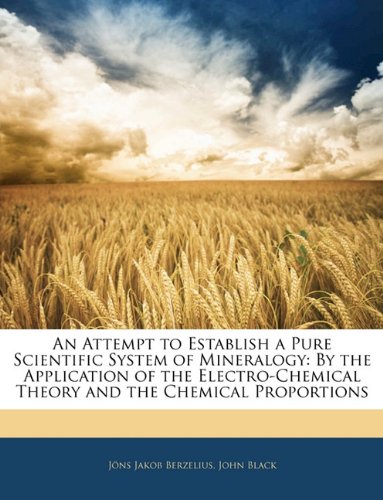 An Attempt to Establish a Pure
Scientific System of Mineralogy: By the
Application of the Electro-Chemical
Theory and the Chemical Proportions
Jöns Jakob Berzelius, John Black